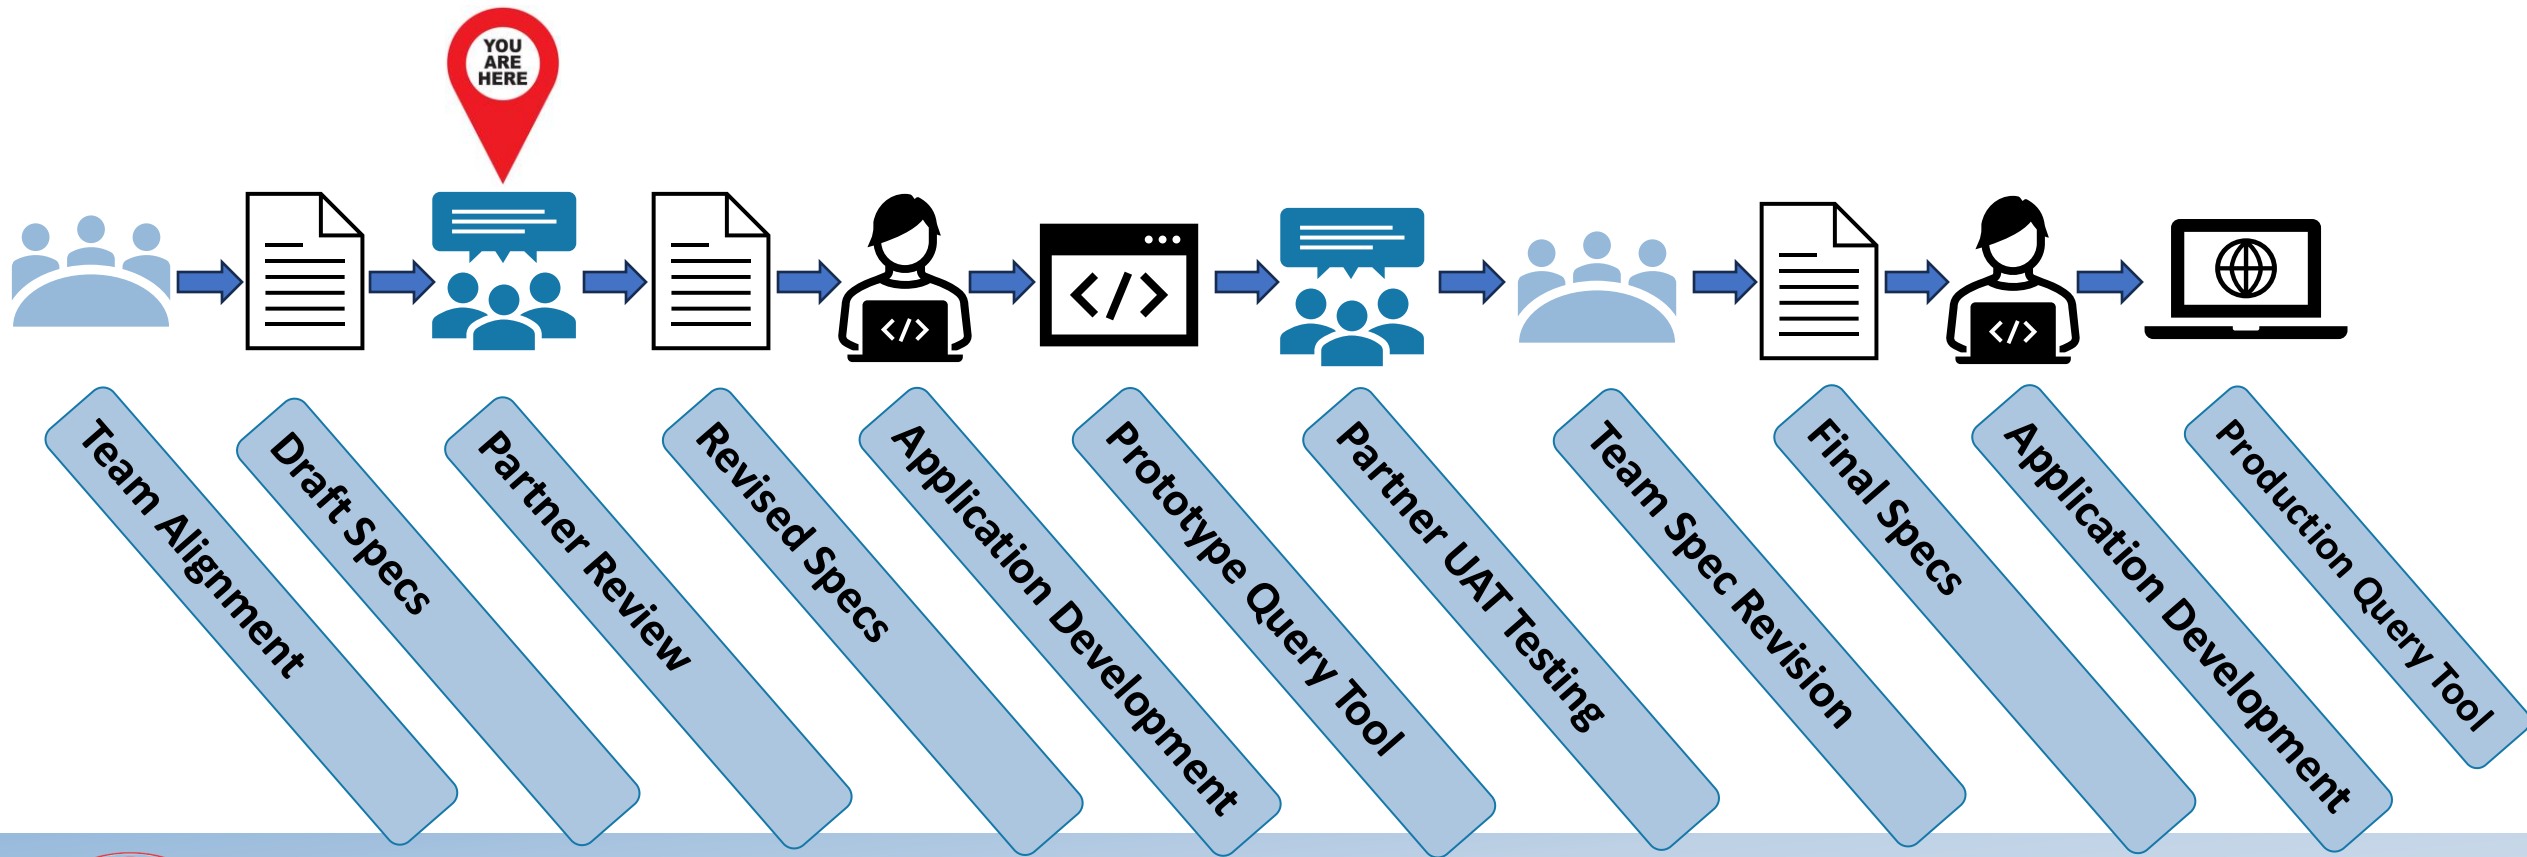 YOU
ARE
HERE
</>
</>
</>
Team Alignment
Draft Specs
Partner Review
Revised Specs
Application Development
Prototype Query Tool
Partner UAT Testing
Team Spec Revision
Final Specs
Application Development
Production Query Tool